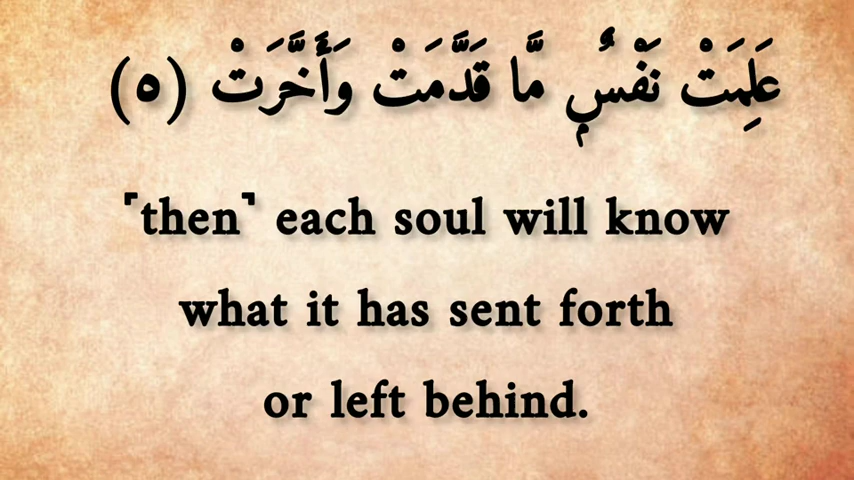 عَلِمَتْ نَفْسٌ مَّا قَدَّمَتْ وَأَخَّرَتْ (٥)
⸢then⸣ each soul will know
what it has sent forth
or left behind.